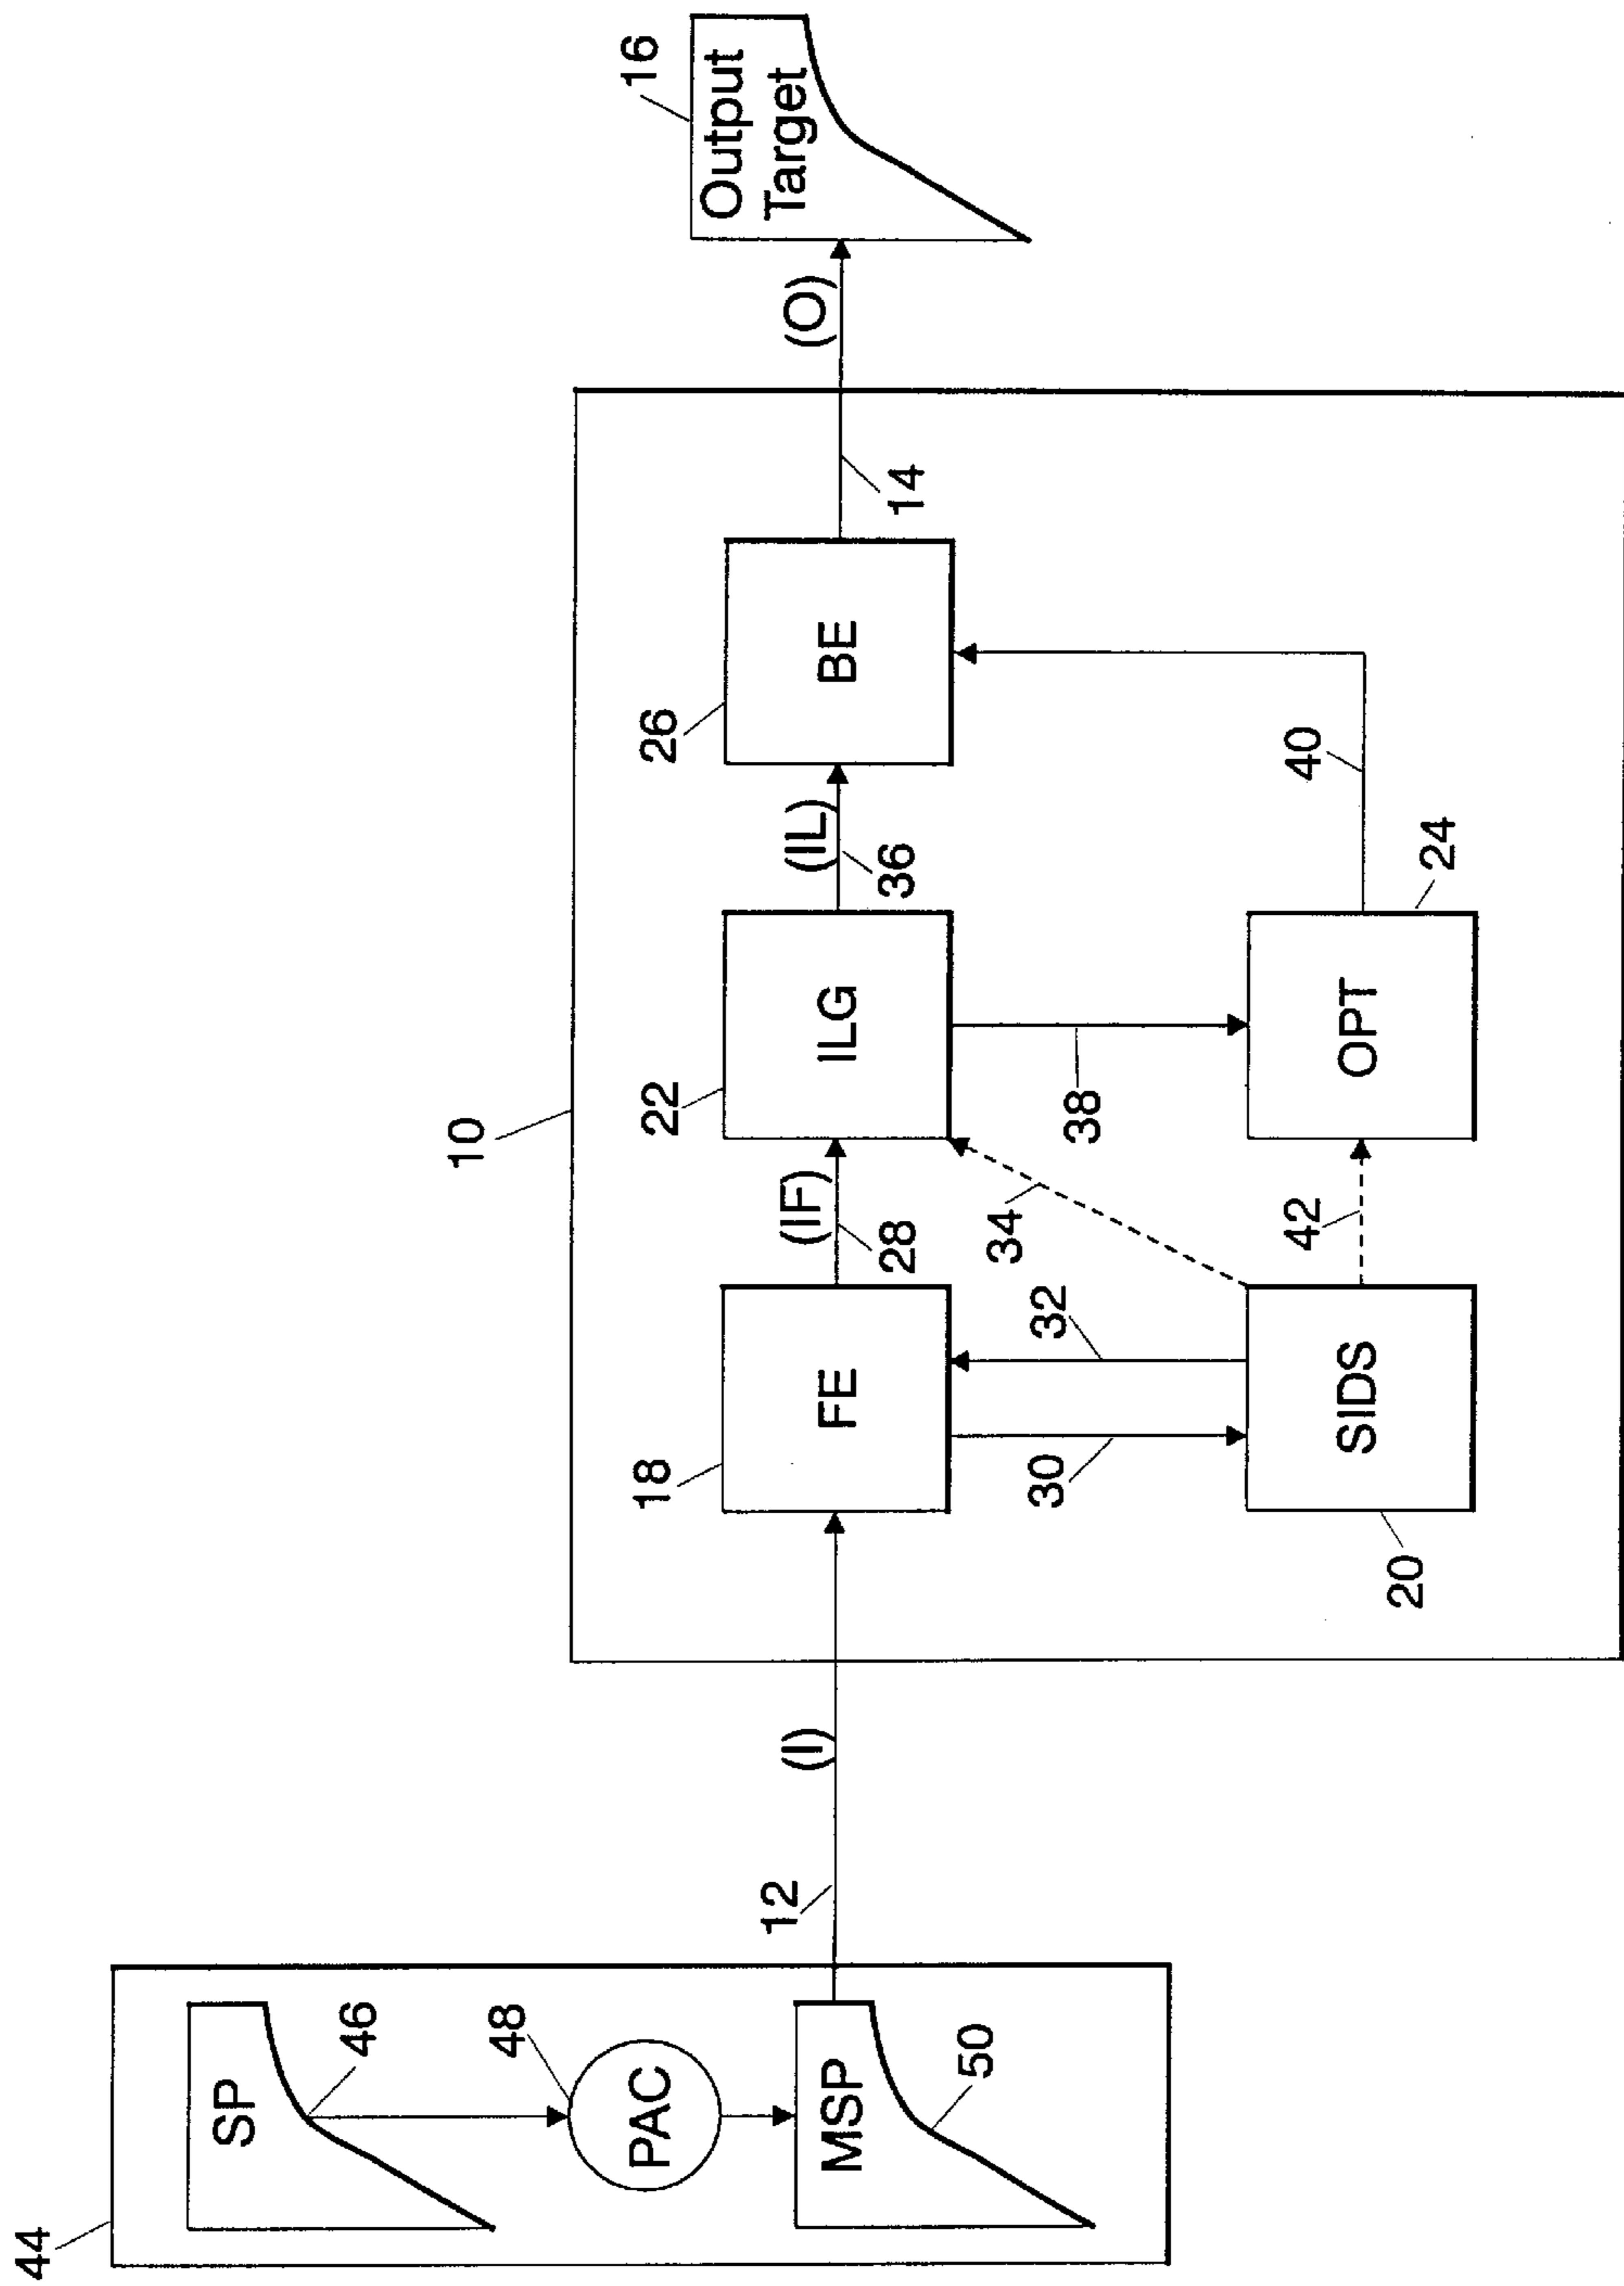 44
SP
46
48
PAC
MSP
50
12
(I)
10
18
FE
(IF)
28
22
ILG
(IL)
36
26
BE
14
(O)
16
Output
Target
30
32
34
38
40
20
SIDS
42
OPT
24